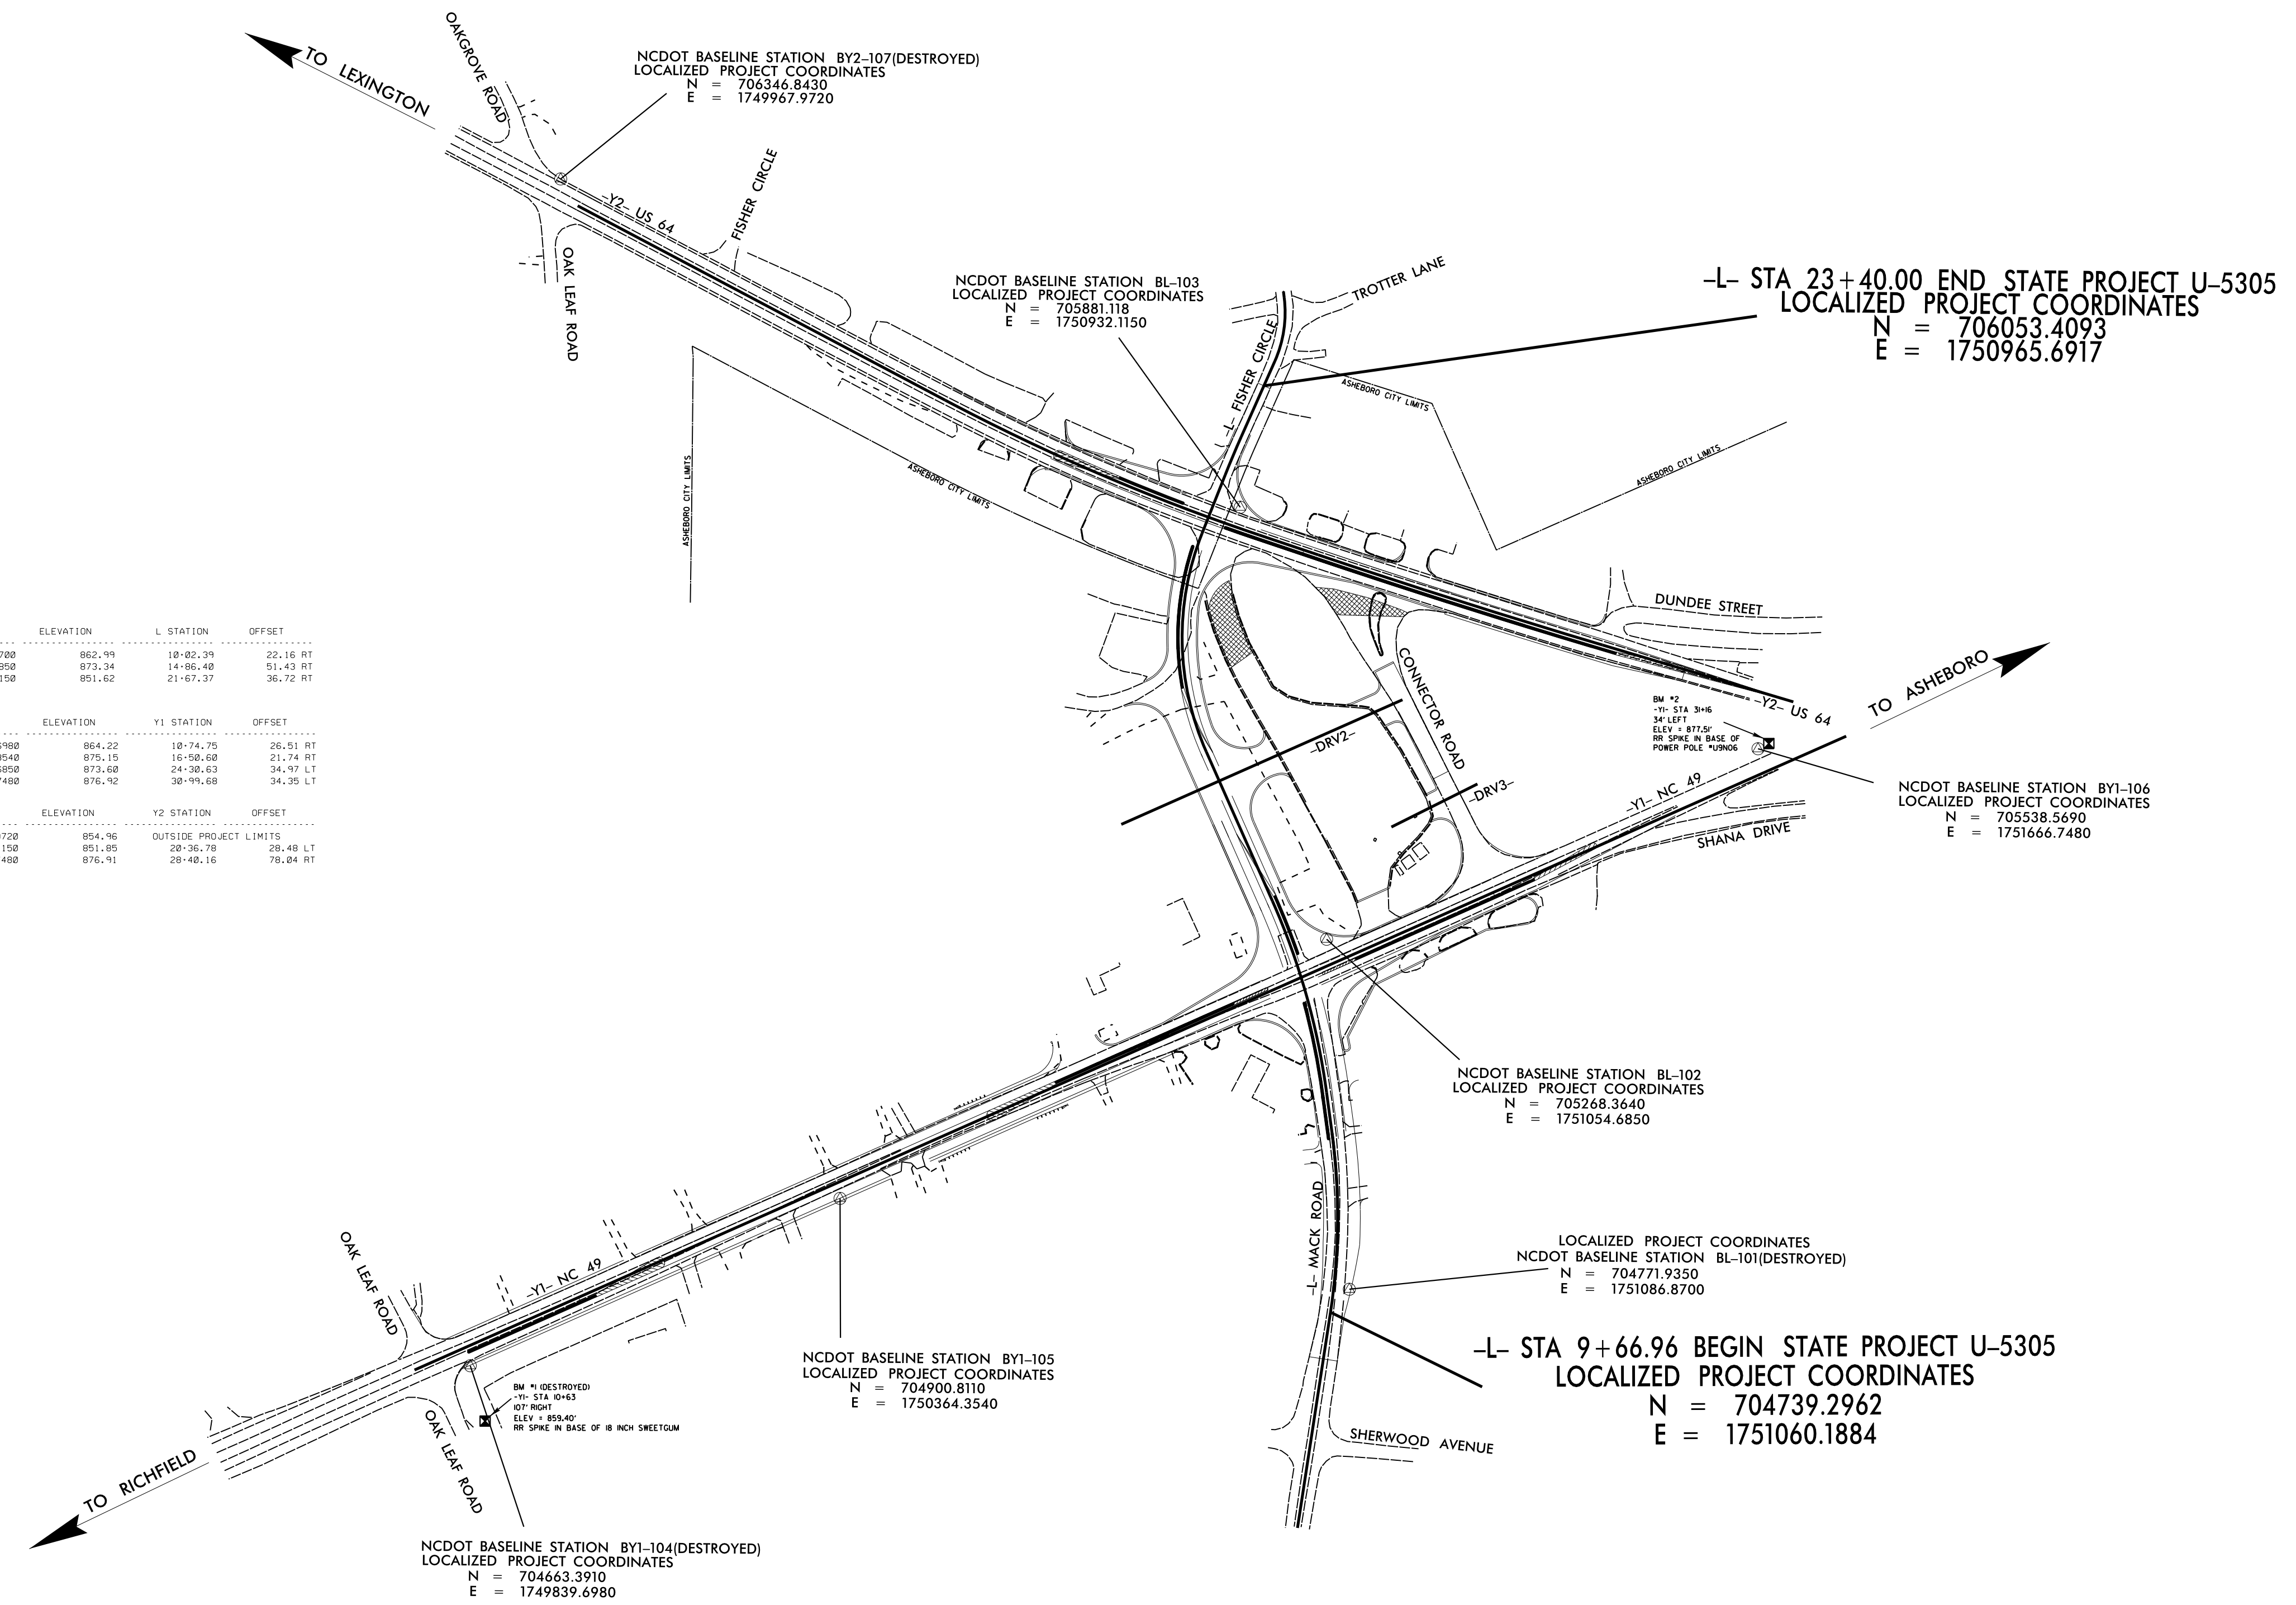 OAKGROVE ROAD
TO LEXINGTON
NCDOT BASELINE STATION BY2-107(DESTROYED)
LOCALIZED PROJECT COORDINATES
N = 706346.8430
E = 1749967.9720
-Y2- US 64
FISHER CIRCLE
OAK LEAF ROAD
NCDOT BASELINE STATION BL-103
LOCALIZED PROJECT COORDINATES
N = 705881.118
E = 1750932.1150
TROTTER LANE
-L- FISHER CIRCLE
-L- STA 23+40.00 END STATE PROJECT U-5305
LOCALIZED PROJECT COORDINATES
N = 706053.4093
E = 1750965.6917
ASHEBORO CITY LIMITS
ASHEBORO CITY LIMITS
ASHEBORO CITY LIMITS
ASHEBORO CITY LIMITS
DUNDEE STREET
TO ASHEBORO
-Y2- US 64
CONNECTOR ROAD
BM #2
-Y1- STA 31+16
34' LEFT
ELEV = 877.51'
RR SPIKE IN BASE OF
POWER POLE #U9N06
-DRV2-
-DRV3-
-Y1- NC 49
SHANA DRIVE
NCDOT BASELINE STATION BY1-106
LOCALIZED PROJECT COORDINATES
N = 705538.5690
E = 1751666.7480
ELEVATION L STATION OFFSET
700 862.99 10+02.39 22.16 RT
850 873.34 14+86.40 51.43 RT
150 851.62 21+67.37 36.72 RT
ELEVATION Y1 STATION OFFSET
6980 864.22 10+74.75 26.51 RT
3540 875.15 16+50.60 21.74 RT
6850 873.60 24+30.63 34.97 LT
7480 876.92 30+99.68 34.35 LT
ELEVATION Y2 STATION OFFSET
9720 854.96 OUTSIDE PROJECT LIMITS
150 851.85 20+36.78 28.48 LT
480 876.91 28+40.16 78.04 RT
NCDOT BASELINE STATION BL-102
LOCALIZED PROJECT COORDINATES
N = 705268.3640
E = 1751054.6850
-L- MACK ROAD
LOCALIZED PROJECT COORDINATES
NCDOT BASELINE STATION BL-101(DESTROYED)
N = 704771.9350
E = 1751086.8700
-L- STA 9+66.96 BEGIN STATE PROJECT U-5305
LOCALIZED PROJECT COORDINATES
N = 704739.2962
E = 1751060.1884
SHERWOOD AVENUE
OAK LEAF ROAD
-Y1- NC 49
NCDOT BASELINE STATION BY1-105
LOCALIZED PROJECT COORDINATES
N = 704900.8110
E = 1750364.3540
BM #1 (DESTROYED)
-Y1- STA 10+63
107' RIGHT
ELEV = 859.40'
RR SPIKE IN BASE OF 18 INCH SWEETGUM
OAK LEAF ROAD
TO RICHFIELD
NCDOT BASELINE STATION BY1-104(DESTROYED)
LOCALIZED PROJECT COORDINATES
N = 704663.3910
E = 1749839.6980